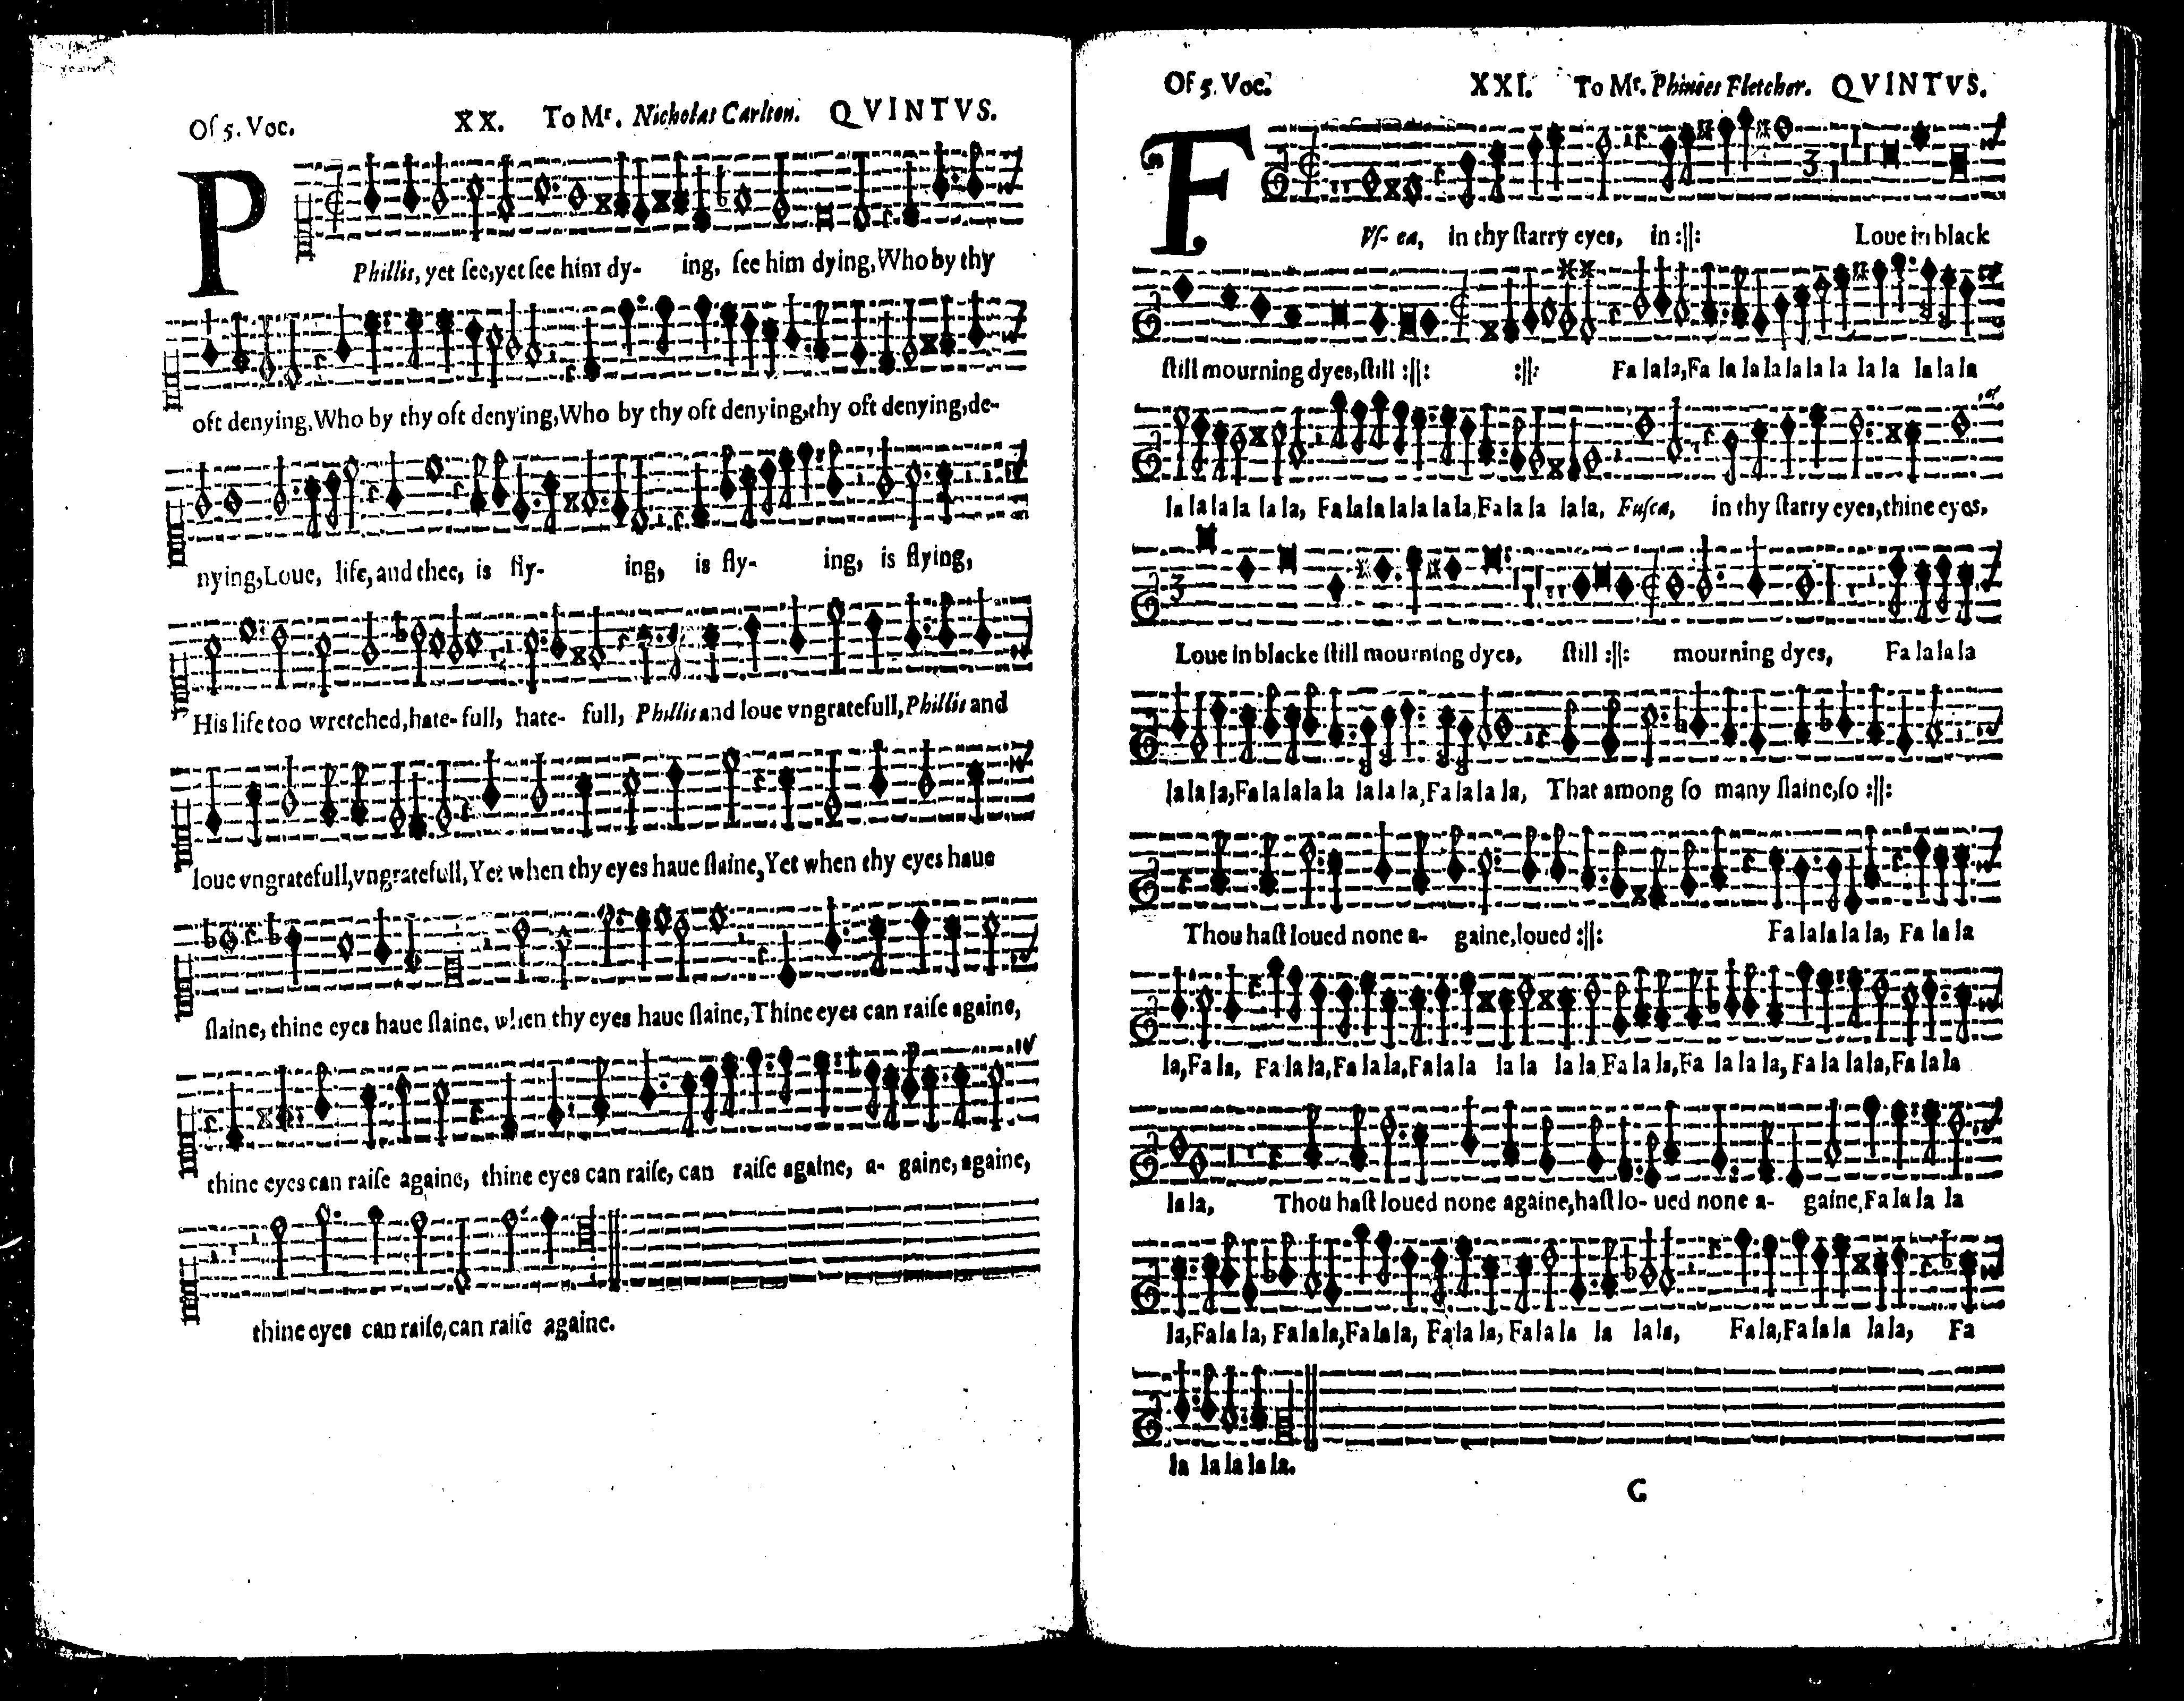 Of 5. Voc. XX. To Mr. Nicholas Carlton. QVINTVS.
P
Phillis, yet ſee, yet ſee him dy- ing, ſee him dying, Who by thy
oft denying, Who by thy oft denying, Who by thy oft denying, thy oft denying, de-
nying, Loue, life, and thee, is fly- ing, is fly- ing, is flying,
His life too wretched, hate- full, hate- full, Phillis and loue vngratefull, Phillis and
loue vngratefull, vngratefull, Yet when thy eyes haue ſlaine, Yet when thy eyes haue
ſlaine, thine eyes haue ſlaine, when thy eyes haue ſlaine, Thine eyes can raiſe againe,
thine eyes can raiſe againe, thine eyes can raiſe, can raiſe againe, a- gaine, againe,
thine eyes can raiſe, can raiſe againe.
Of 5. Voc. XXI. To Mr. Phinees Fletcher. QVINTVS.
F
Vſ- ca, in thy ſtarry eyes, in :||: Loue in black
ſtill mourning dyes, ſtill :||: :||: Fa la la, Fa la la la la la la la la la la la
la la la la la la, Fa la la la la la la, Fa la la la la, Fuſca, in thy ſtarry eyes, thine eyes,
Loue in blacke ſtill mourning dyes, ſtill :||: mourning dyes, Fa la la la
la la la, Fa la la la la la la la, Fa la la la, That among ſo many ſlaine, ſo :||:
Thou haſt loued none a- gaine, loued :||: Fa la la la la, Fa la la
la, Fa la, Fa la la, Fa la la, Fa la la la la la la Fa la la, Fa la la la, Fa la la la, Fa la la
la la, Thou haſt loued none againe, haſt lo- ued none a- gaine, Fa la la la
la, Fa la la, Fa la la, Fa la la, Fa la la, Fa la la la la la, Fa la, Fa la la la la, Fa
la la la la la.
G